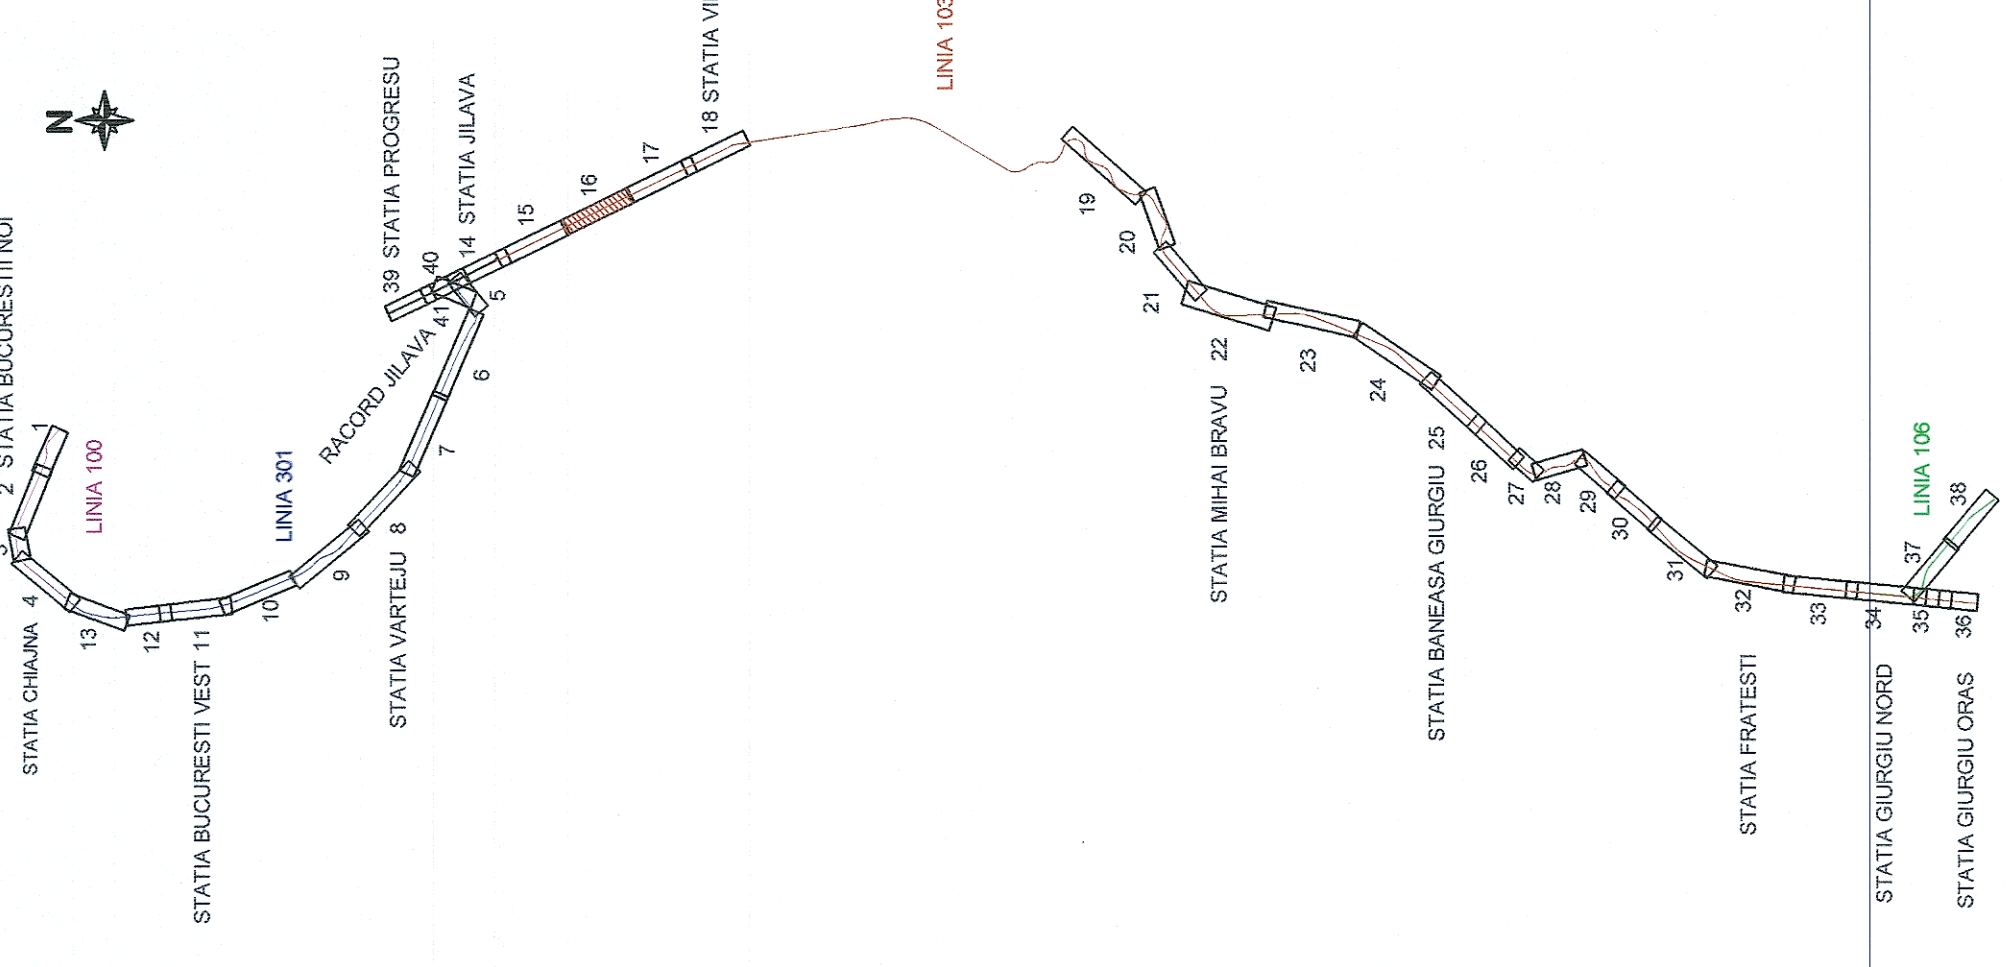 N
2 STATIA BUCURESTII NOI
1
3
LINIA 100
STATIA CHIAJNA 4
13
12
STATIA BUCURESTI VEST 11
10
LINIA 301
9
STATIA VARTEJU 8
7
6
RACORD JILAVA
5
41
40
39 STATIA PROGRESU
14 STATIA JILAVA
15
16
17
18 STATIA
LINIA 103
19
20
21
STATIA MIHAI BRAVU 22
23
24
STATIA BANEASA GIURGIU 25
26
27
28
29
30
31
32
STATIA FRATESTI
33
34
STATIA GIURGIU NORD
35
36
STATIA GIURGIU ORAS
37
38
LINIA 106